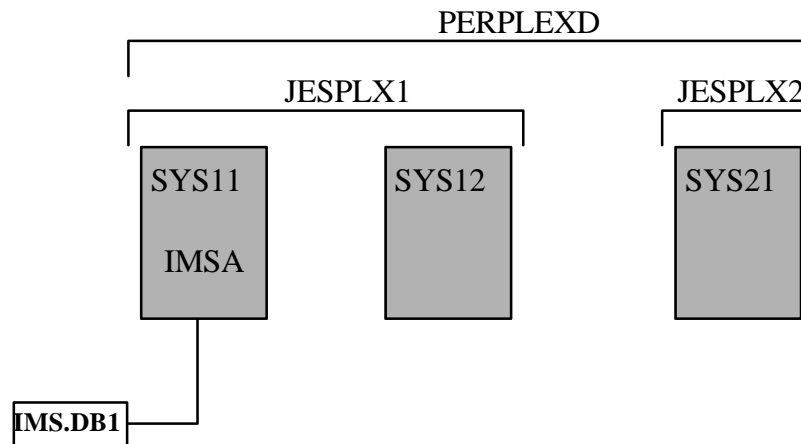 PERPLEXD
JESPLX1 JESPLX2
SYS11 SYS12 SYS21
IMSA
IMS.DB1